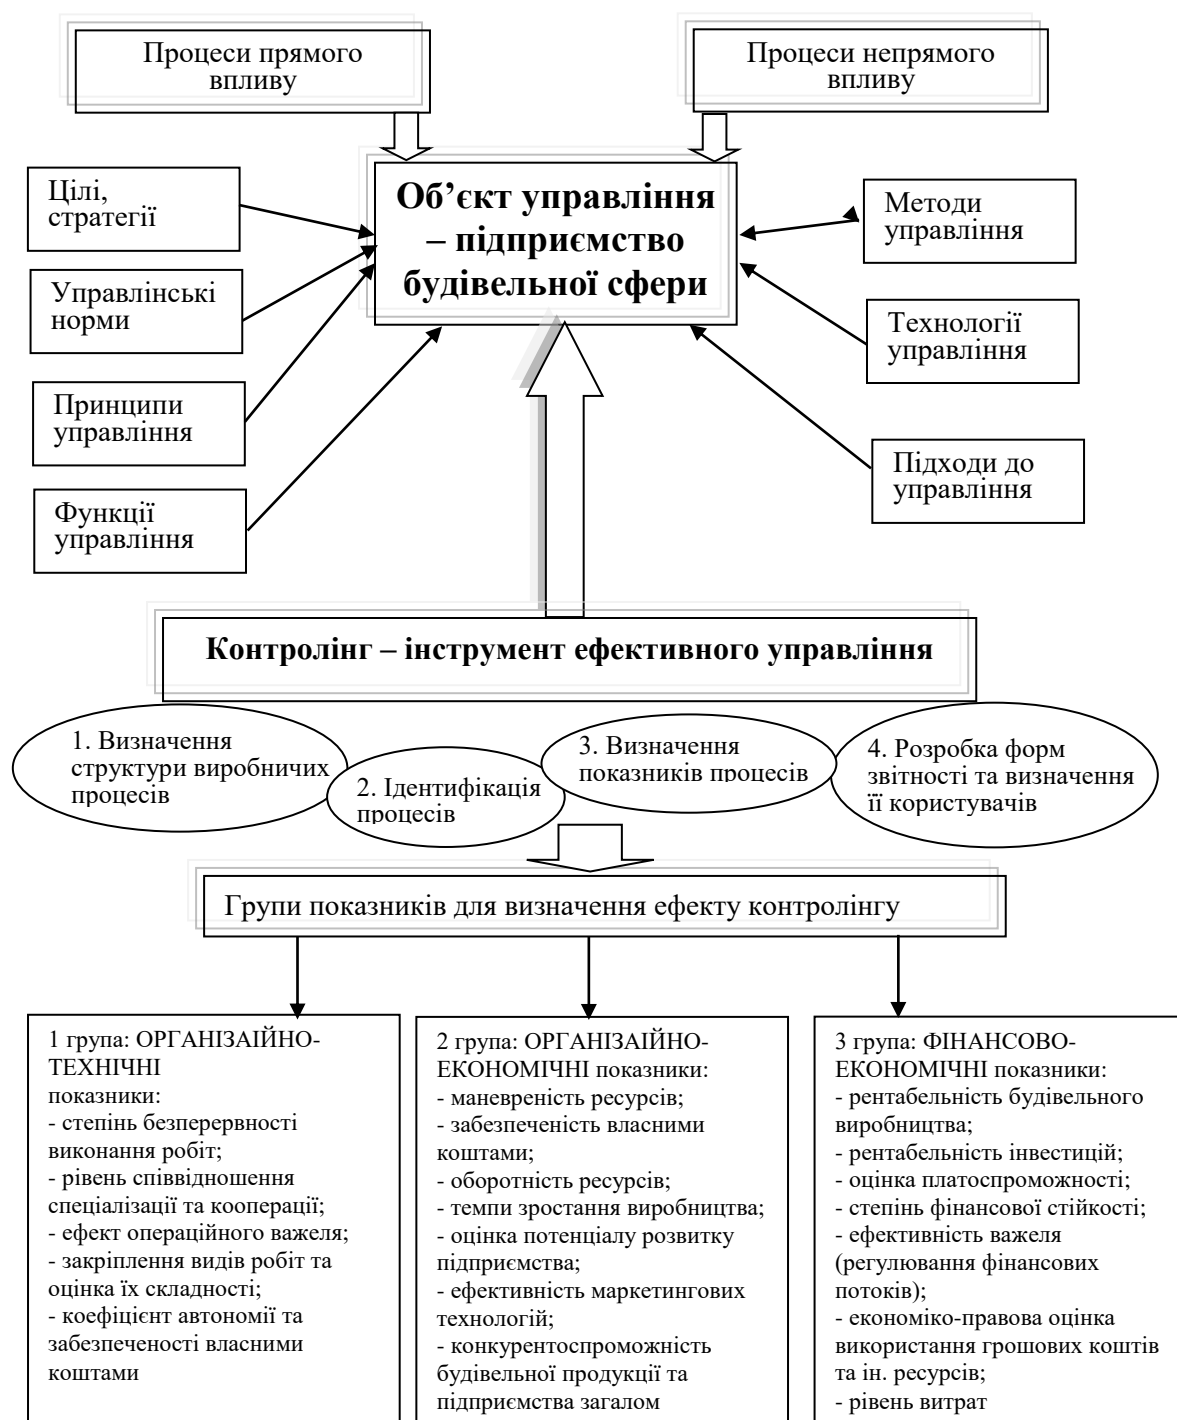 Процеси прямого
впливу
Процеси непрямого
впливу
Об’єкт управління
– підприємство
будівельної сфери
Цілі,
стратегії
Управлінські
норми
Принципи
управління
Функції
управління
Методи
управління
Технології
управління
Підходи до
управління
Контролінг – інструмент ефективного управління
1. Визначення
структури виробничих
процесів
2. Ідентифікація
процесів
3. Визначення
показників процесів
4. Розробка форм
звітності та визначення
її користувачів
Групи показників для визначення ефекту контролінгу
1 група: ОРГАНІЗАІЙНО-
ТЕХНІЧНІ
показники:
- степінь безперервності
виконання робіт;
- рівень співвідношення
спеціалізації та кооперації;
- ефект операційного важеля;
- закріплення видів робіт та
оцінка їх складності;
- коефіцієнт автономії та
забезпеченості власними
коштами
2 група: ОРГАНІЗАІЙНО-
ЕКОНОМІЧНІ показники:
- маневреність ресурсів;
- забезпеченість власними
коштами;
- оборотність ресурсів;
- темпи зростання виробництва;
- оцінка потенціалу розвитку
підприємства;
- ефективність маркетингових
технологій;
- конкурентоспроможність
будівельної продукції та
підприємства загалом
3 група: ФІНАНСОВО-
ЕКОНОМІЧНІ показники:
- рентабельність будівельного
виробництва;
- рентабельність інвестицій;
- оцінка платоспроможності;
- степінь фінансової стійкості;
- ефективність важеля
(регулювання фінансових
потоків);
- економіко-правова оцінка
використання грошових коштів
та ін. ресурсів;
- рівень витрат